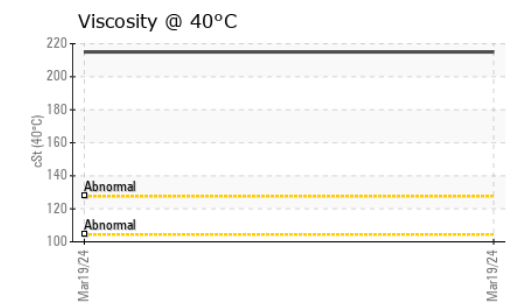 Viscosity @ 40°C
cSt (40°C)
220
200
180
160
140
120
100
Abnormal
Abnormal
Mar19/24
Mar19/24